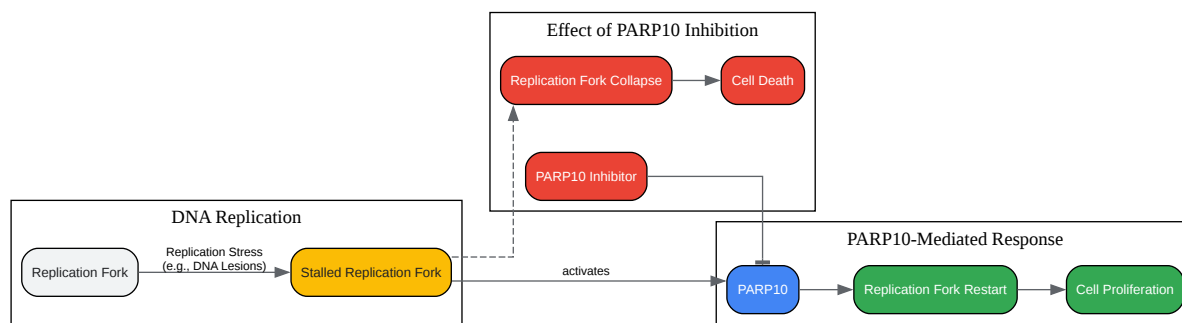 Effect of PARP10 Inhibition
Replication Fork Collapse
Cell Death
PARP10 Inhibitor
DNA Replication
Replication Fork
Replication Stress
(e.g., DNA Lesions)
Stalled Replication Fork
activates
PARP10-Mediated Response
PARP10
Replication Fork Restart
Cell Proliferation